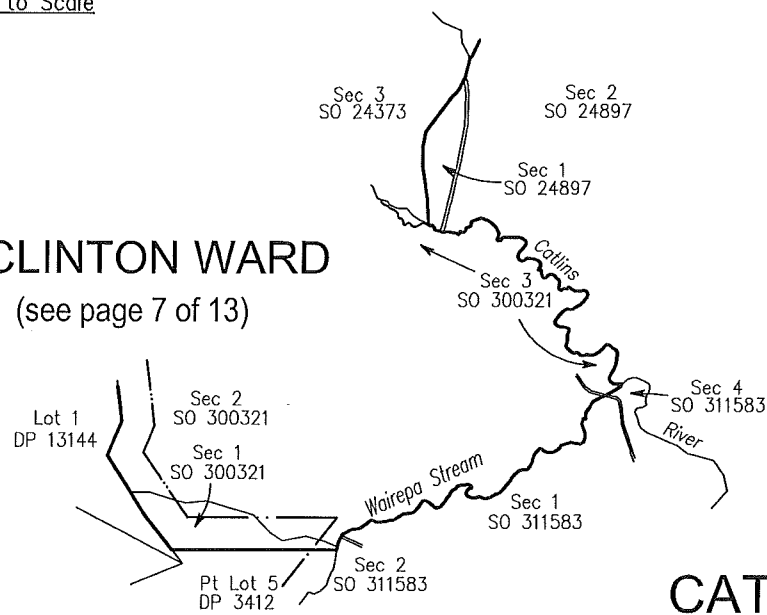 to Scale
Sec 3
SO 24373
Sec 2
SO 24897
Sec 1
SO 24897
CLINTON WARD
(see page 7 of 13)
Catlins
Sec 3
SO 300321
Sec 4
SO 311583
River
Lot 1
DP 13144
Sec 2
SO 300321
Sec 1
SO 300321
Wairepa Stream
Sec 1
SO 311583
Sec 2
SO 311583
Pt Lot 5
DP 3412
CAT